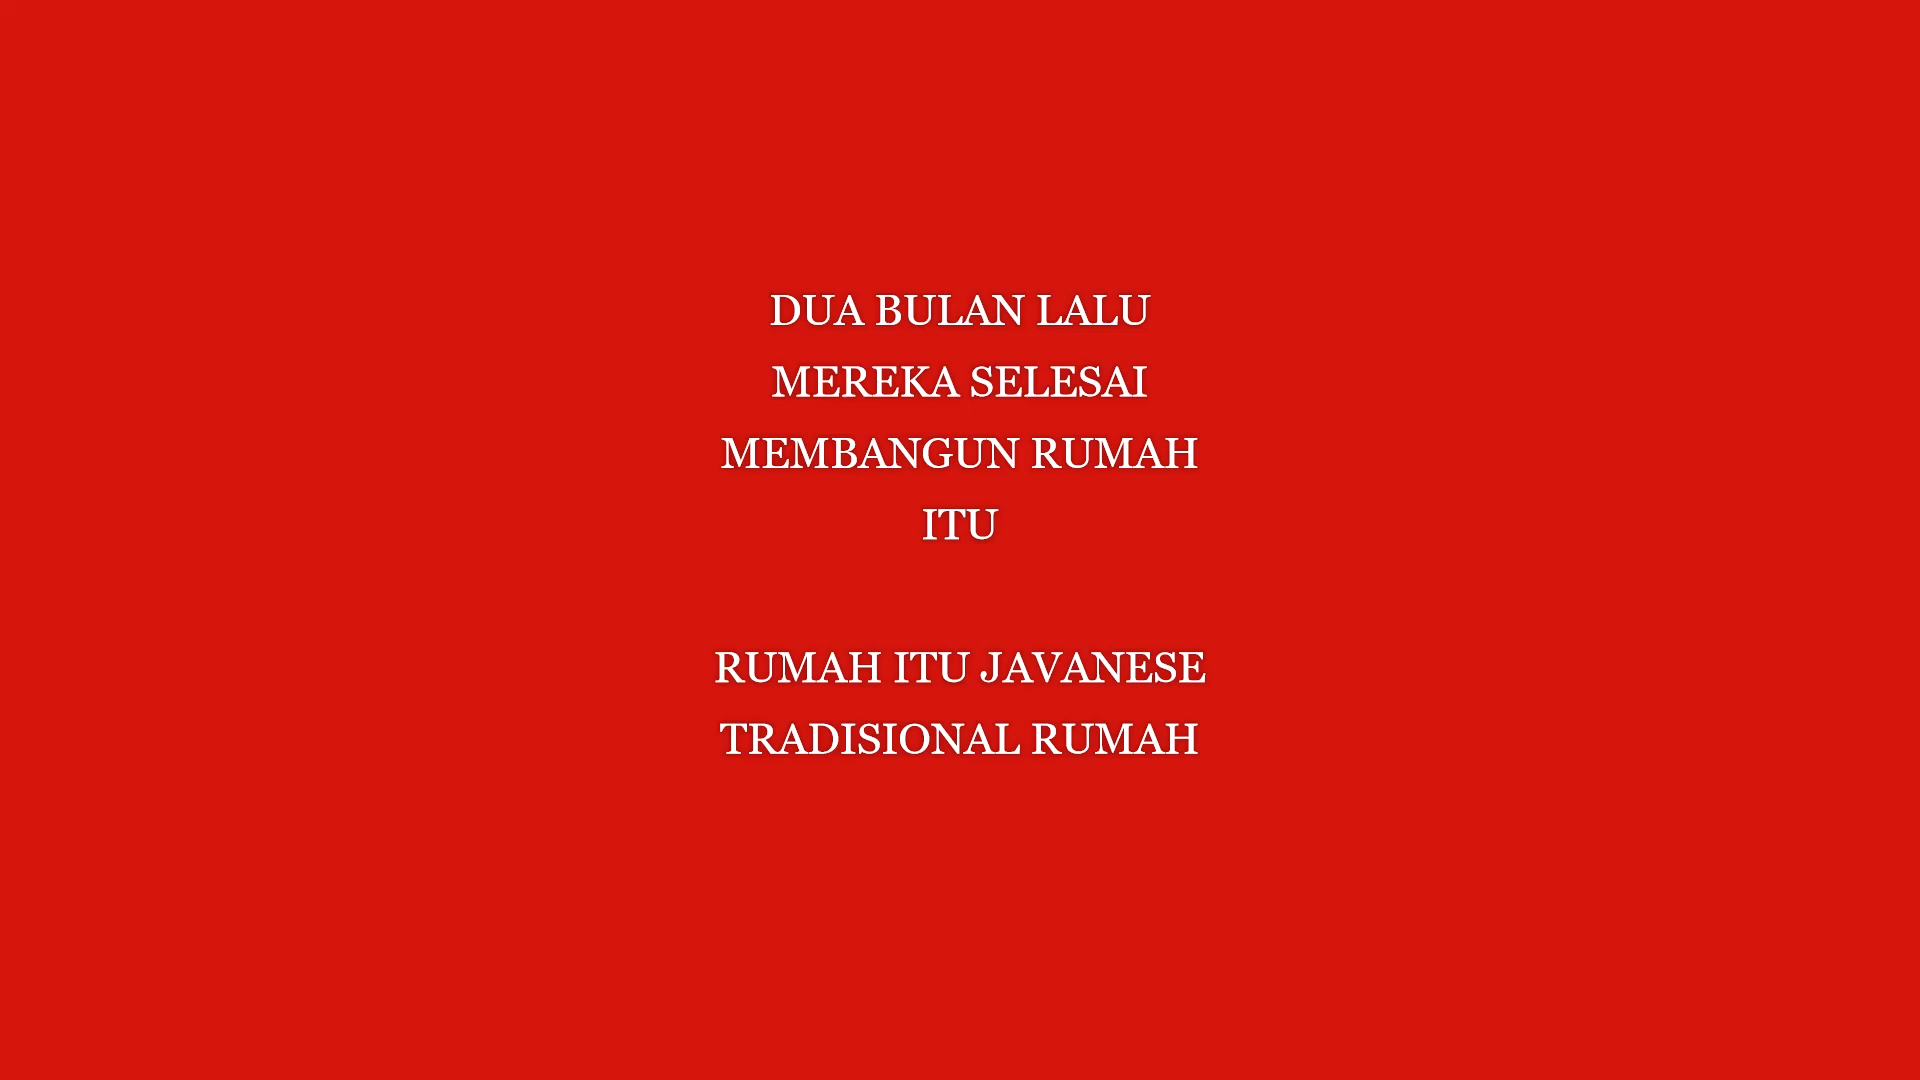 DUA BULAN LALU
MEREKA SELESAI
MEMBANGUN RUMAH
ITU
RUMAH ITU JAVANESE
TRADISIONAL RUMAH